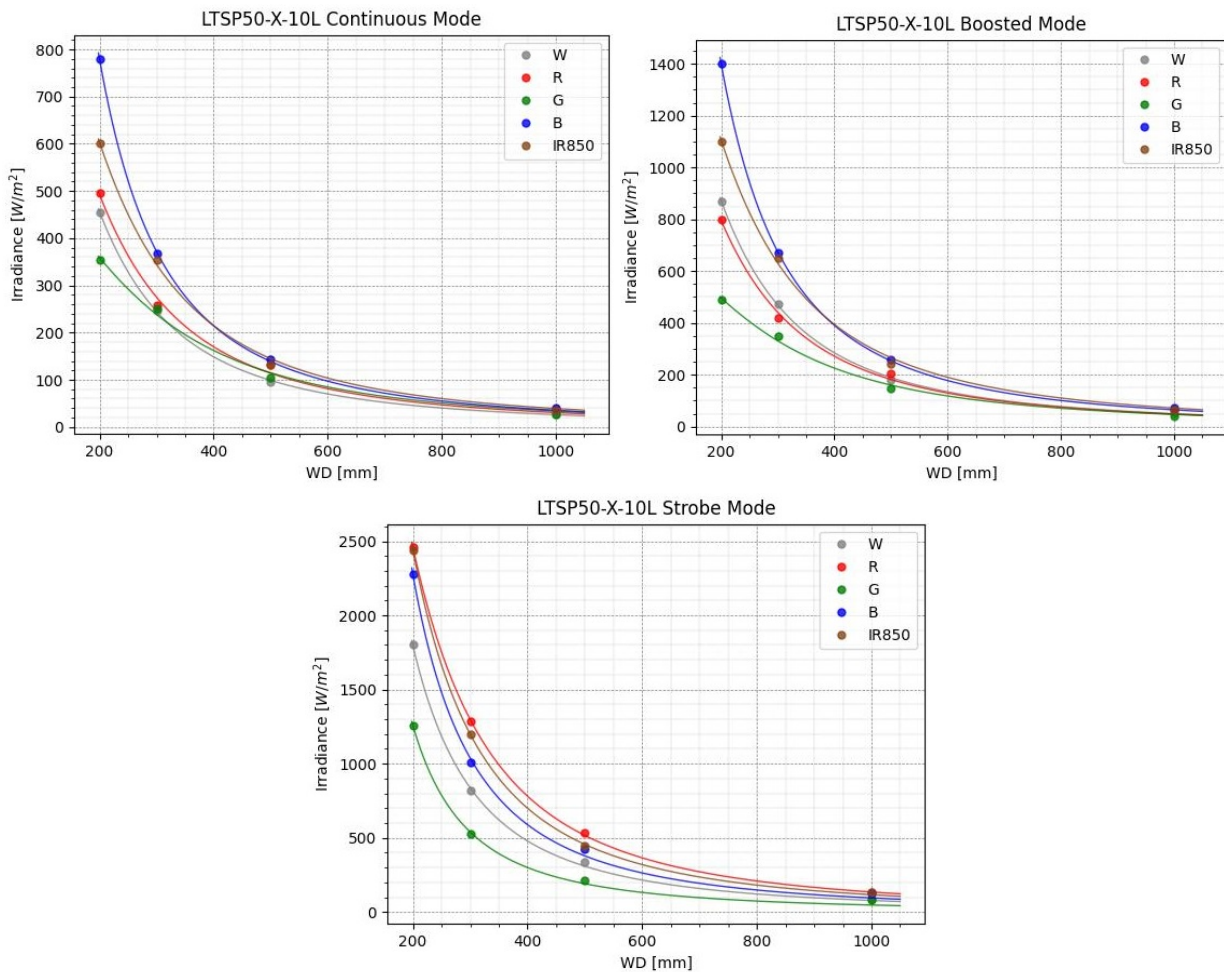 LTSP50-X-10L Continuous Mode
Irradiance [W/m²]
800
700
600
500
400
300
200
100
0
200
400
600
800
1000
WD [mm]
W
R
G
B
IR850
LTSP50-X-10L Boosted Mode
Irradiance [W/m²]
1400
1200
1000
800
600
400
200
0
200
400
600
800
1000
WD [mm]
W
R
G
B
IR850
LTSP50-X-10L Strobe Mode
Irradiance [W/m²]
2500
2000
1500
1000
500
0
200
400
600
800
1000
WD [mm]
W
R
G
B
IR850